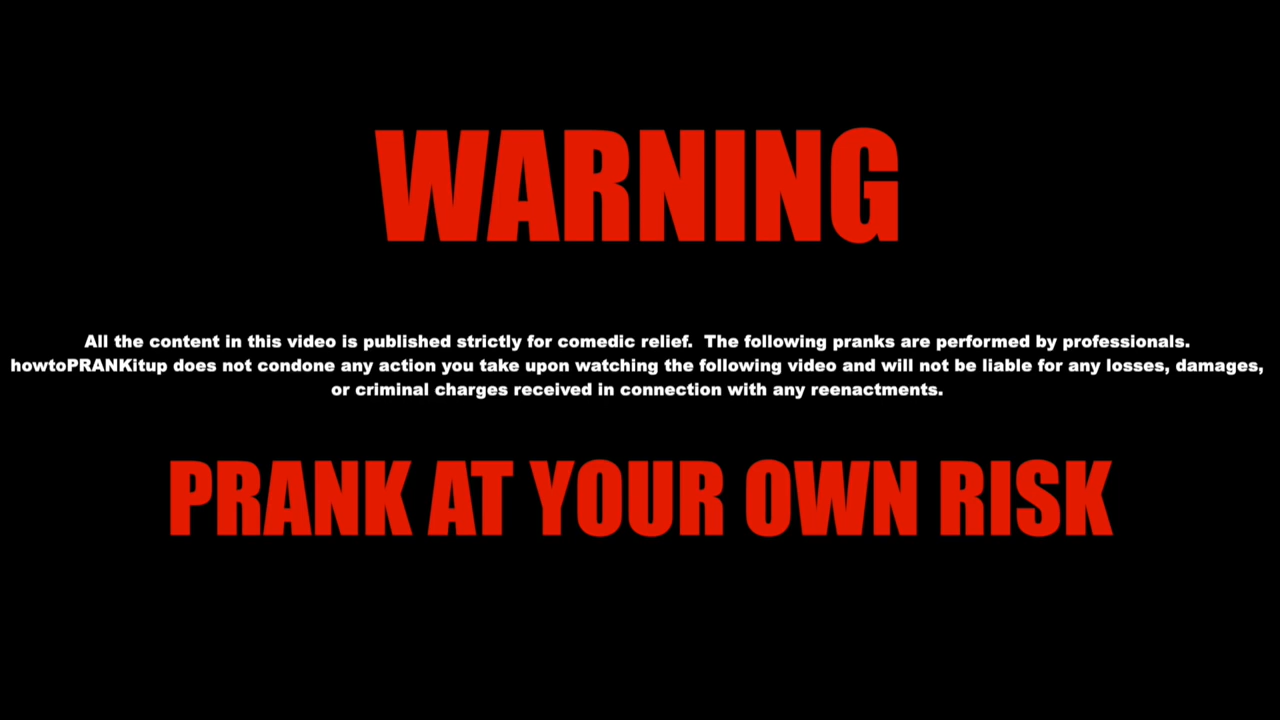 WARNING
All the content in this video is published strictly for comedic relief.  The following pranks are performed by professionals.
howtoPRANKitup does not condone any action you take upon watching the following video and will not be liable for any losses, damages,
or criminal charges received in connection with any reenactments.
PRANK AT YOUR OWN RISK